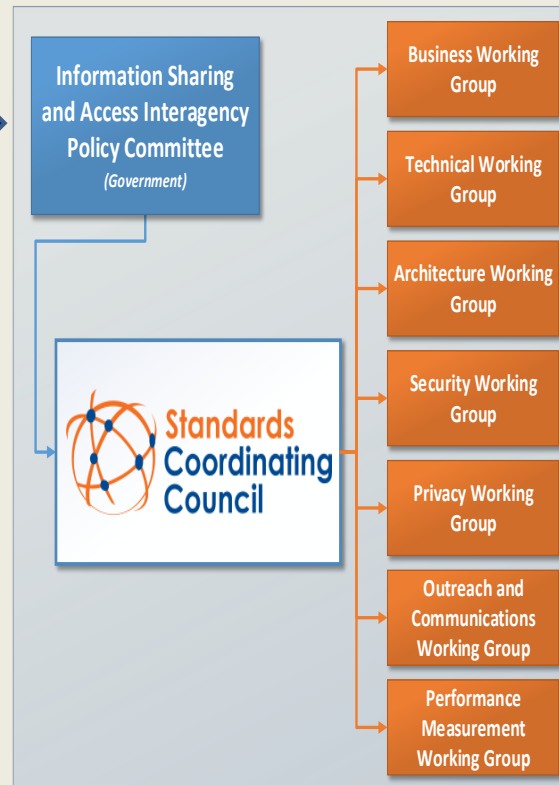 Information Sharing
and Access Interagency
Policy Committee
(Government)
Standards
Coordinating
Council
Business Working
Group
Technical Working
Group
Architecture Working
Group
Security Working
Group
Privacy Working
Group
Outreach and
Communications
Working Group
Performance
Measurement
Working Group